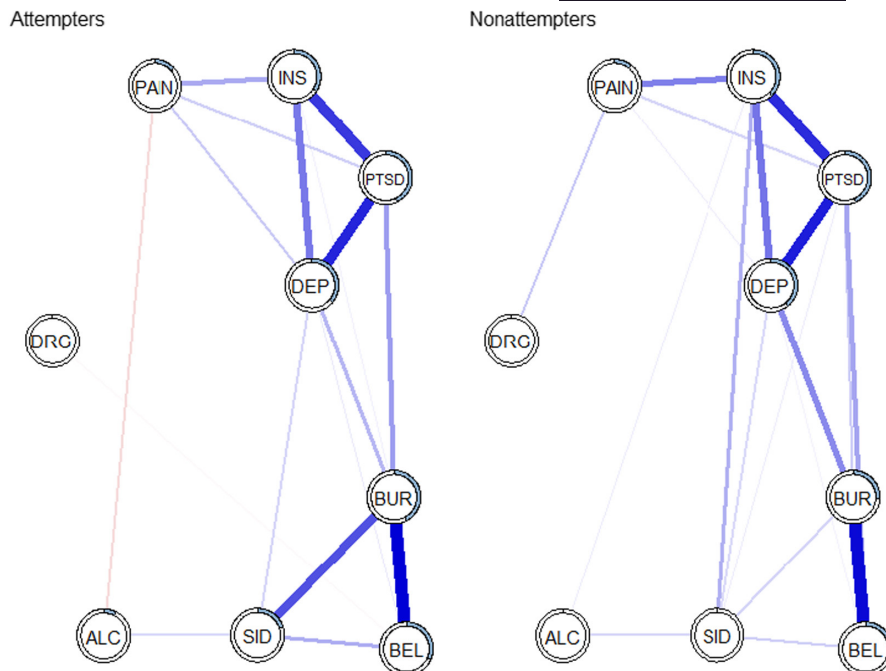 Attempters
Nonattempters
PAIN
INS
PTSD
DEP
DRG
BUR
ALC
SID
BEL
PAIN
INS
PTSD
DEP
DRG
BUR
ALC
SID
BEL